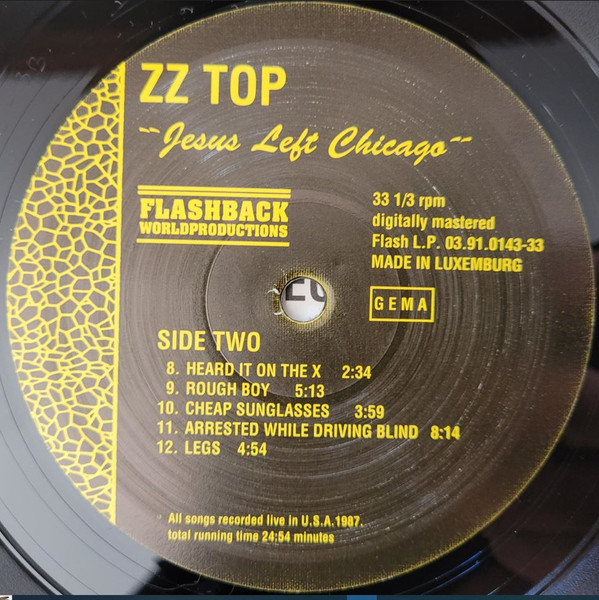 ZZ TOP
~~Jesus Left Chicago~~
FLASHBACK
WORLDPRODUCTIONS
33 1/3 rpm
digitally mastered
Flash L.P. 03.91.0143-33
MADE IN LUXEMBURG
GEMA
SIDE TWO
8. HEARD IT ON THE X 2:34
9. ROUGH BOY 5:13
10. CHEAP SUNGLASSES 3:59
11. ARRESTED WHILE DRIVING BLIND 8:14
12. LEGS 4:54
All songs recorded live in U.S.A.1987.
total running time 24:54 minutes